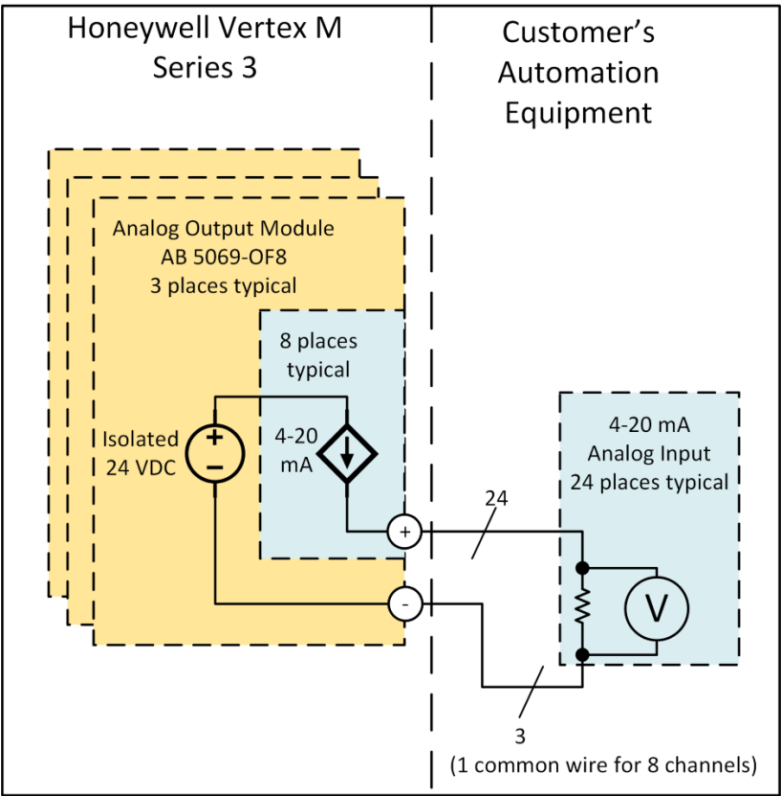 Honeywell Vertex M
Series 3
Customer's
Automation
Equipment
Analog Output Module
AB 5069-OF8
3 places typical
8 places
typical
Isolated
24 VDC
+
−
4-20
mA
4-20 mA
Analog Input
24 places typical
24
+
-
V
3
(1 common wire for 8 channels)